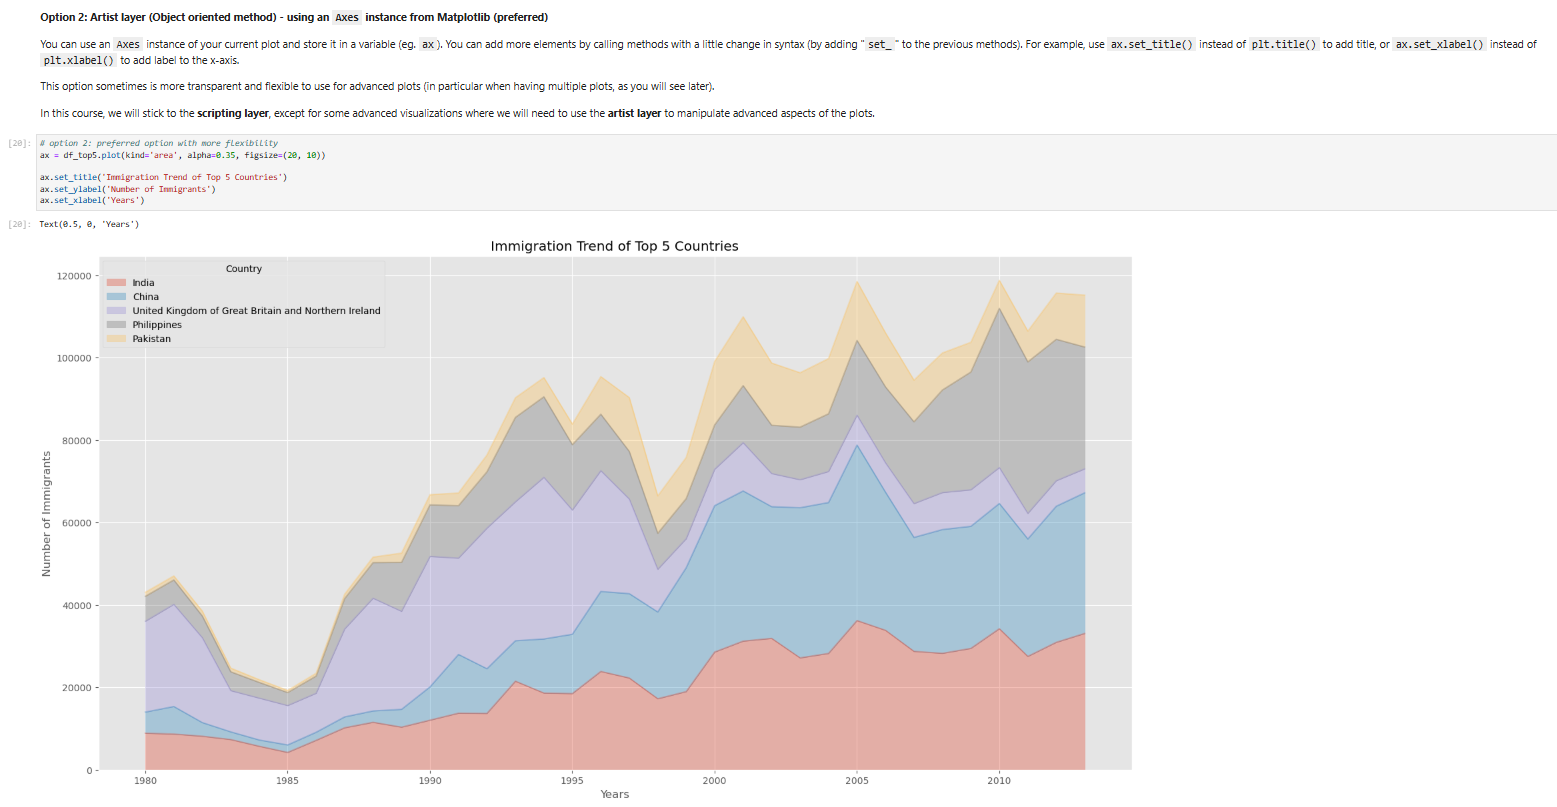 Option 2: Artist layer (Object oriented method) - using an Axes instance from Matplotlib (preferred)
You can use an Axes instance of your current plot and store it in a variable (eg. ax). You can add more elements by calling methods with a little change in syntax (by adding "set_" to the previous methods). For example, use ax.set_title() instead of plt.title() to add title, or ax.set_xlabel() instead of
plt.xlabel() to add label to the x-axis.
This option sometimes is more transparent and flexible to use for advanced plots (in particular when having multiple plots, as you will see later).
In this course, we will stick to the scripting layer, except for some advanced visualizations where we will need to use the artist layer to manipulate advanced aspects of the plots.
[20]: # option 2: preferred option with more flexibility
ax = df_top5.plot(kind='area', alpha=0.35, figsize=(20, 10))
ax.set_title('Immigration Trend of Top 5 Countries')
ax.set_ylabel('Number of Immigrants')
ax.set_xlabel('Years')
[20]: Text(0.5, 0, 'Years')
Immigration Trend of Top 5 Countries
Country
India
China
United Kingdom of Great Britain and Northern Ireland
Philippines
Pakistan
Number of Immigrants
120000
100000
80000
60000
40000
20000
0
1980 1985 1990 1995 2000 2005 2010
Years